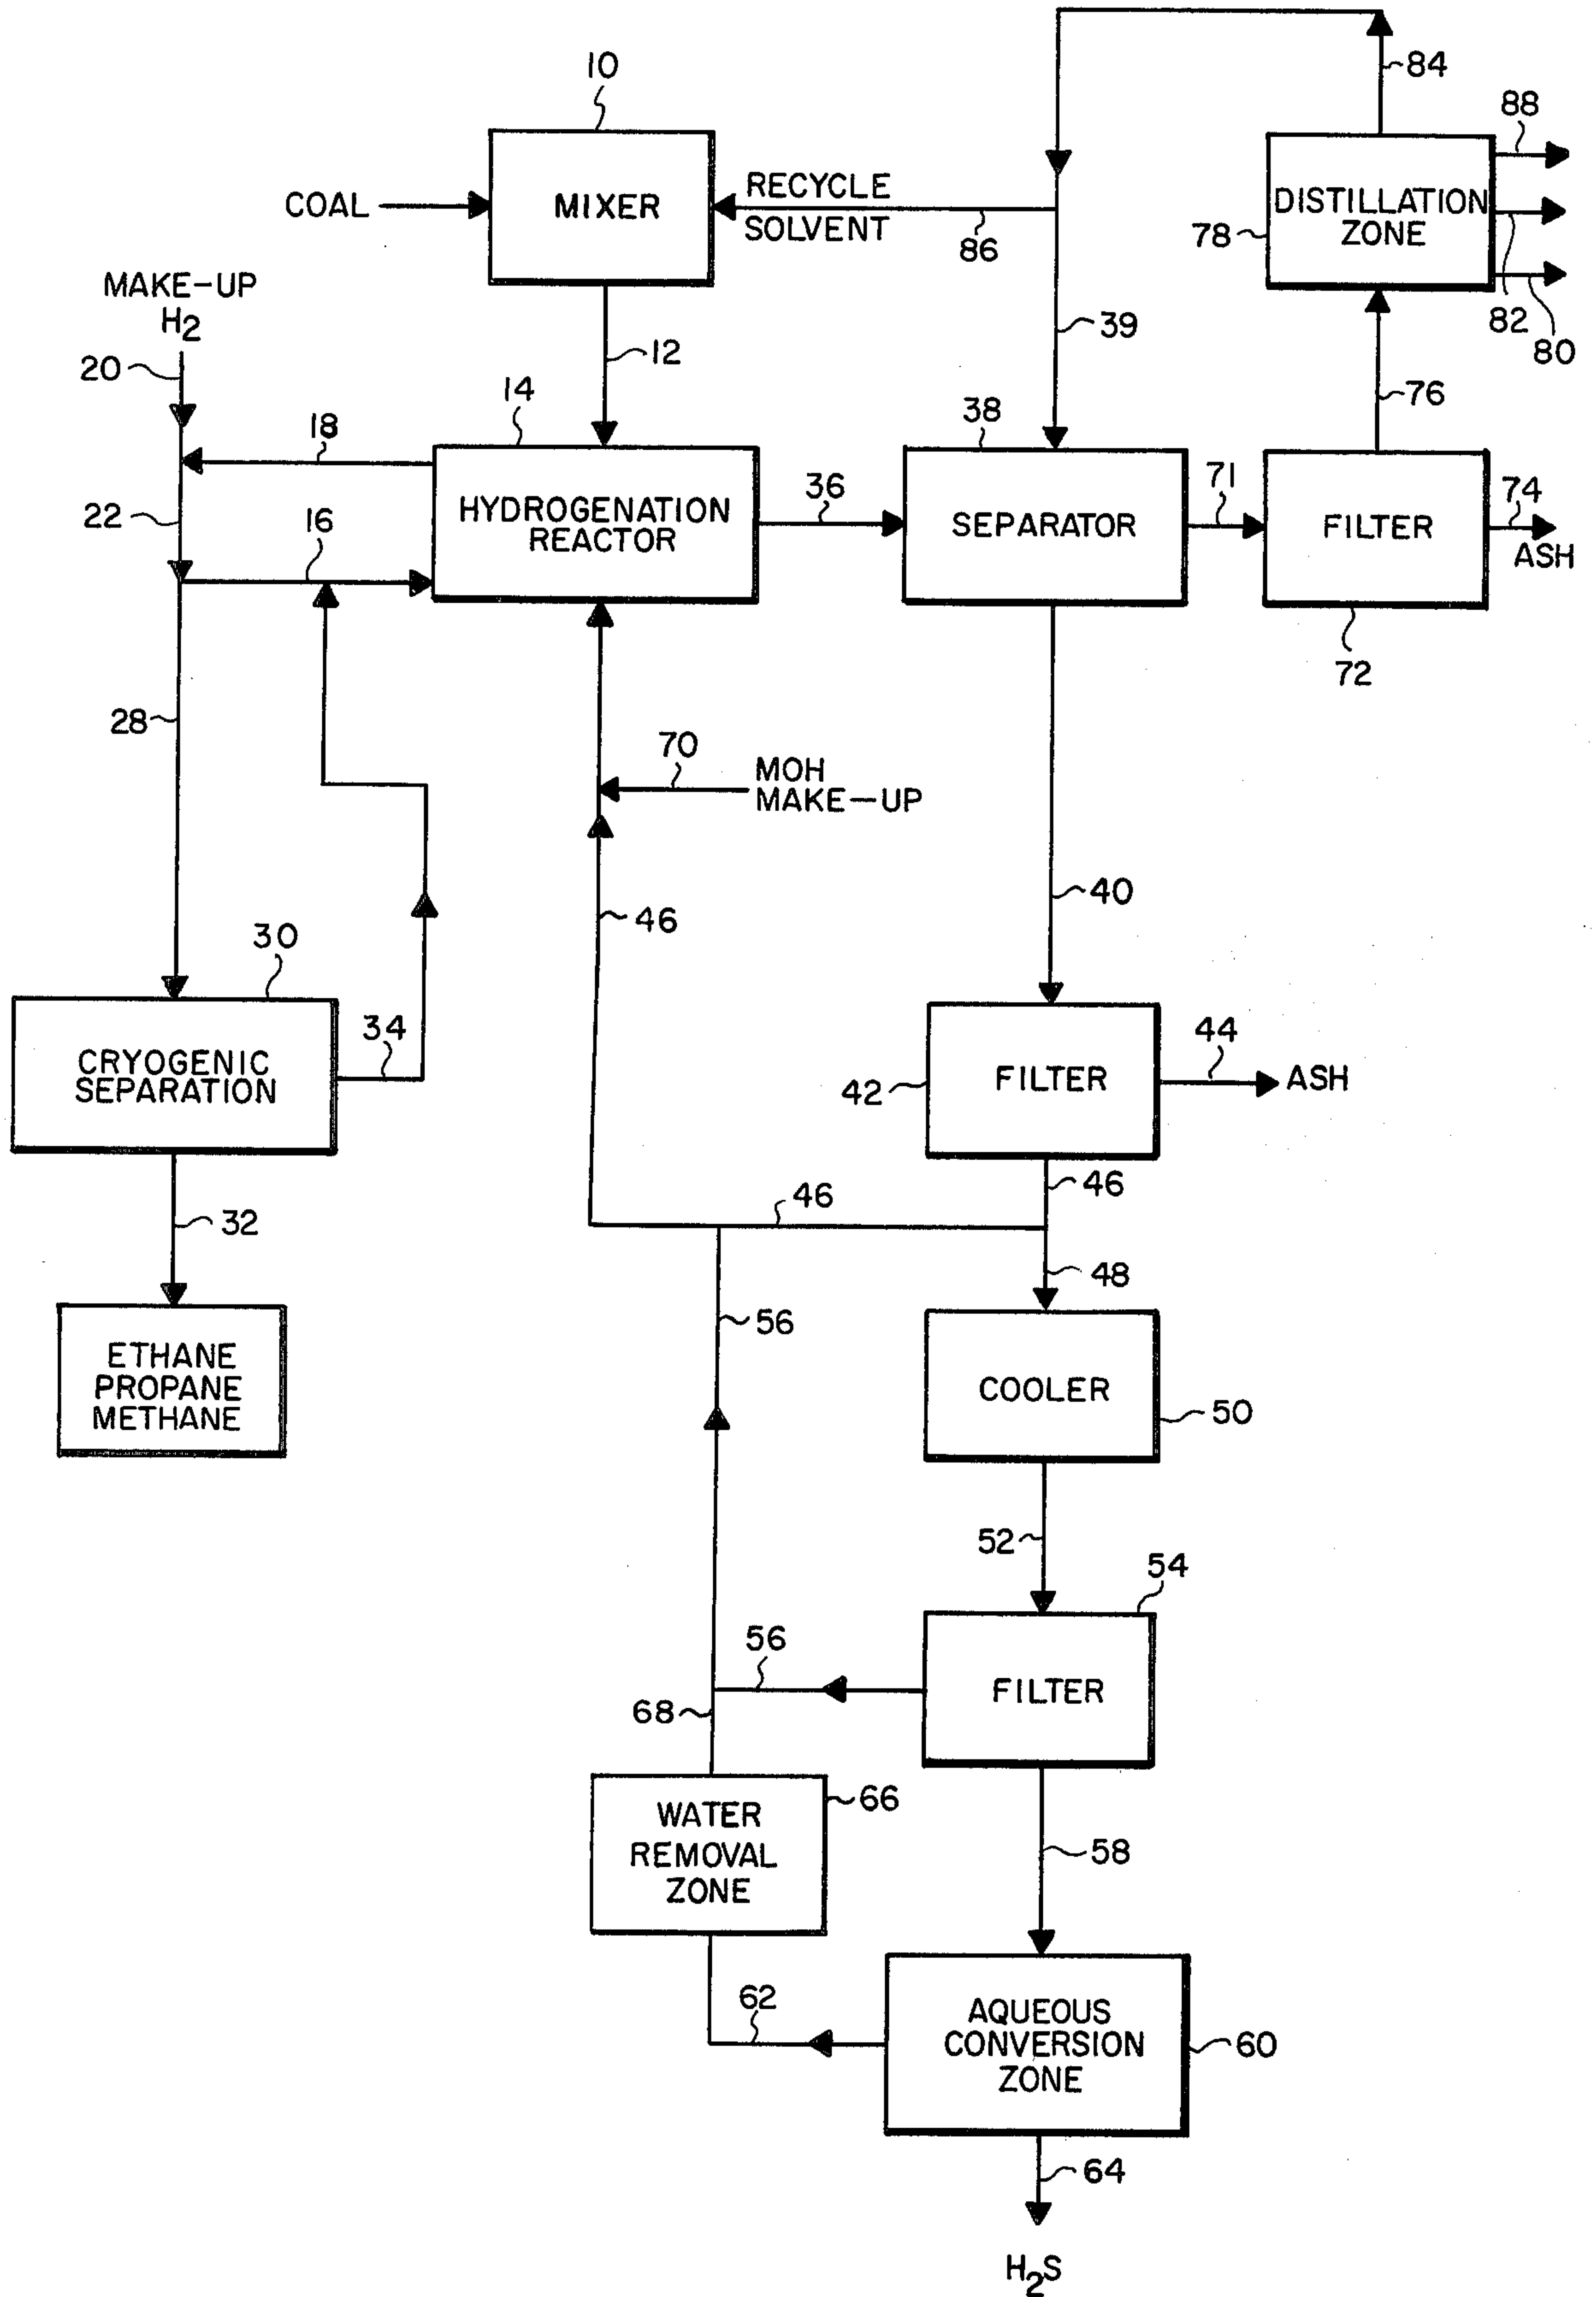 10
84
88
COAL
MIXER
RECYCLE
SOLVENT
86
DISTILLATION
ZONE
78
82
80
MAKE-UP
H2
20
12
39
76
18
14
38
22
16
HYDROGENATION
REACTOR
36
SEPARATOR
71
FILTER
74
ASH
72
28
70
MOH
MAKE-UP
40
46
30
34
CRYOGENIC
SEPARATION
FILTER
42
44
ASH
46
46
32
48
56
ETHANE
PROPANE
METHANE
COOLER
50
52
54
56
FILTER
68
WATER
REMOVAL
ZONE
66
58
62
AQUEOUS
CONVERSION
ZONE
60
64
H2S